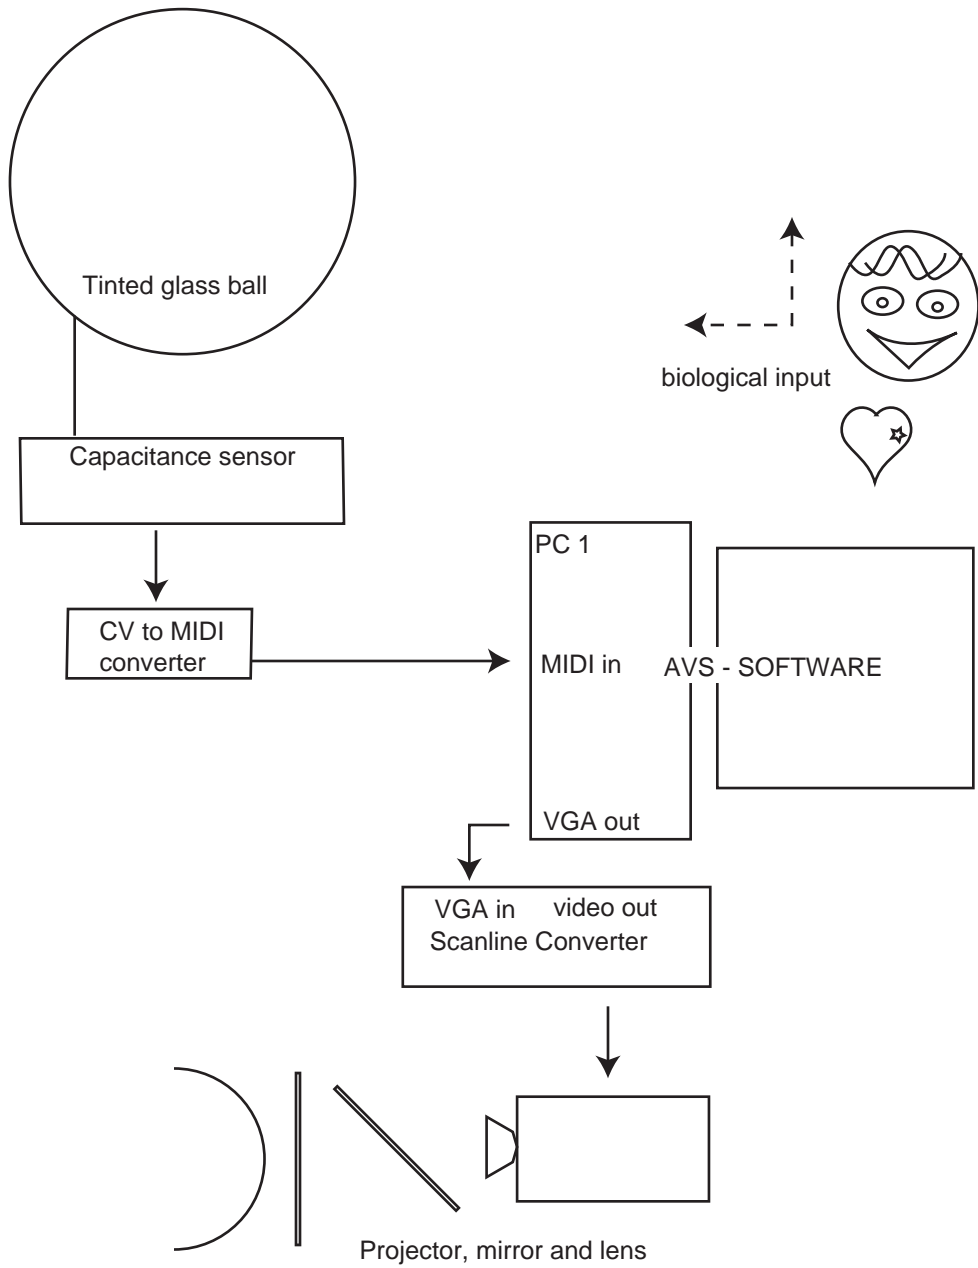 Tinted glass ball
biological input
Capacitance sensor
PC 1
CV to MIDI
converter
MIDI in
AVS - SOFTWARE
VGA out
VGA in video out
Scanline Converter
Projector, mirror and lens